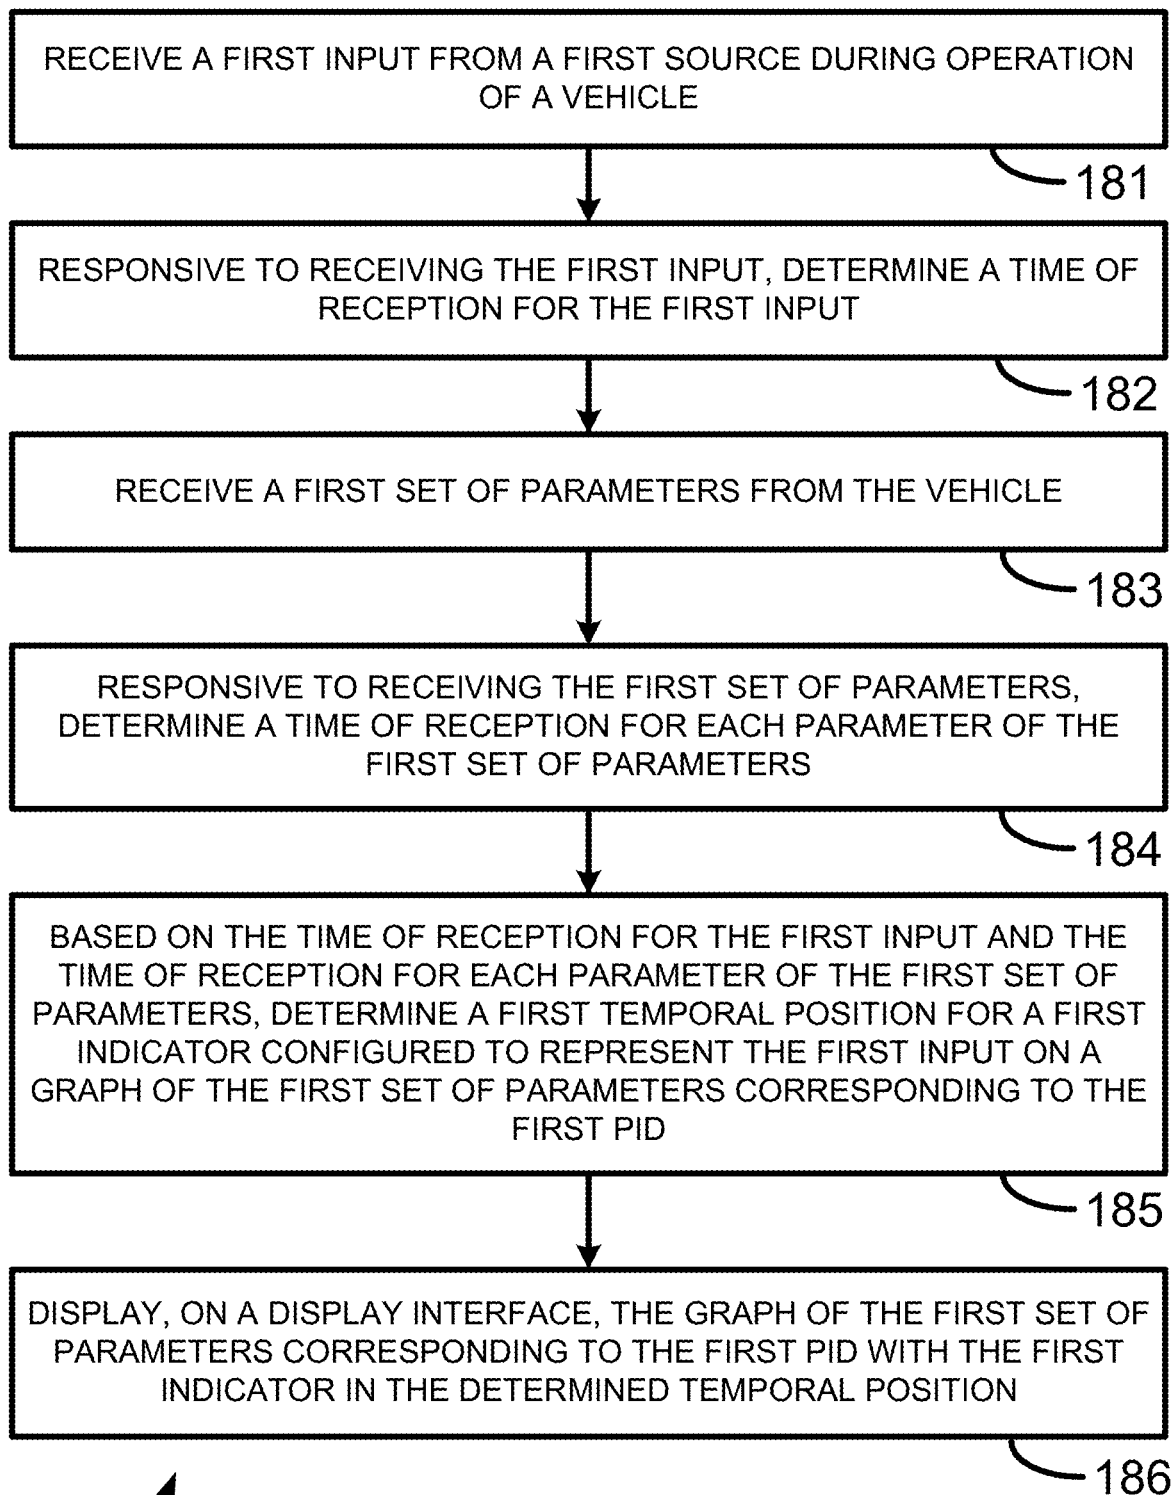 RECEIVE A FIRST INPUT FROM A FIRST SOURCE DURING OPERATION
OF A VEHICLE
181
RESPONSIVE TO RECEIVING THE FIRST INPUT, DETERMINE A TIME OF
RECEPTION FOR THE FIRST INPUT
182
RECEIVE A FIRST SET OF PARAMETERS FROM THE VEHICLE
183
RESPONSIVE TO RECEIVING THE FIRST SET OF PARAMETERS,
DETERMINE A TIME OF RECEPTION FOR EACH PARAMETER OF THE
FIRST SET OF PARAMETERS
184
BASED ON THE TIME OF RECEPTION FOR THE FIRST INPUT AND THE
TIME OF RECEPTION FOR EACH PARAMETER OF THE FIRST SET OF
PARAMETERS, DETERMINE A FIRST TEMPORAL POSITION FOR A FIRST
INDICATOR CONFIGURED TO REPRESENT THE FIRST INPUT ON A
GRAPH OF THE FIRST SET OF PARAMETERS CORRESPONDING TO THE
FIRST PID
185
DISPLAY, ON A DISPLAY INTERFACE, THE GRAPH OF THE FIRST SET OF
PARAMETERS CORRESPONDING TO THE FIRST PID WITH THE FIRST
INDICATOR IN THE DETERMINED TEMPORAL POSITION
186